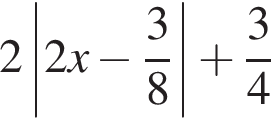 2 |2x − 3/8| + 3/4